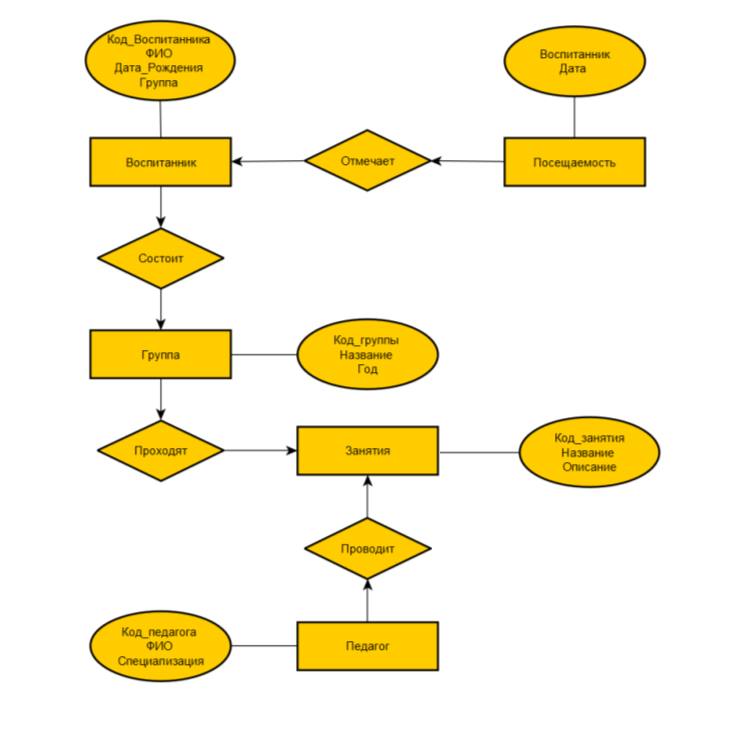 Код_Воспитанника
ФИО
Дата_Рождения
Группа
Воспитанник
Дата
Воспитанник
Отмечает
Посещаемость
Состоит
Группа
Код_группы
Название
Год
Проходят
Занятия
Код_занятия
Название
Описание
Проводит
Код_педагога
ФИО
Специализация
Педагог